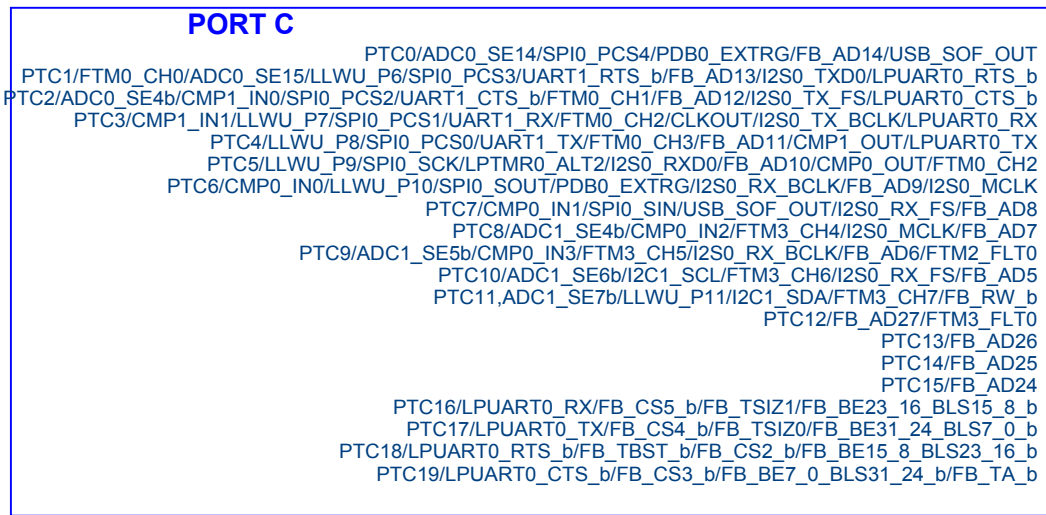 PORT C
PTC0/ADC0_SE14/SPI0_PCS4/PDB0_EXTRG/FB_AD14/USB_SOF_OUT
PTC1/FTM0_CH0/ADC0_SE15/LLWU_P6/SPI0_PCS3/UART1_RTS_b/FB_AD13/I2S0_TXD0/LPUART0_RTS_b
PTC2/ADC0_SE4b/CMP1_IN0/SPI0_PCS2/UART1_CTS_b/FTM0_CH1/FB_AD12/I2S0_TX_FS/LPUART0_CTS_b
PTC3/CMP1_IN1/LLWU_P7/SPI0_PCS1/UART1_RX/FTM0_CH2/CLKOUT/I2S0_TX_BCLK/LPUART0_RX
PTC4/LLWU_P8/SPI0_PCS0/UART1_TX/FTM0_CH3/FB_AD11/CMP1_OUT/LPUART0_TX
PTC5/LLWU_P9/SPI0_SCK/LPTMR0_ALT2/I2S0_RXD0/FB_AD10/CMP0_OUT/FTM0_CH2
PTC6/CMP0_IN0/LLWU_P10/SPI0_SOUT/PDB0_EXTRG/I2S0_RX_BCLK/FB_AD9/I2S0_MCLK
PTC7/CMP0_IN1/SPI0_SIN/USB_SOF_OUT/I2S0_RX_FS/FB_AD8
PTC8/ADC1_SE4b/CMP0_IN2/FTM3_CH4/I2S0_MCLK/FB_AD7
PTC9/ADC1_SE5b/CMP0_IN3/FTM3_CH5/I2S0_RX_BCLK/FB_AD6/FTM2_FLT0
PTC10/ADC1_SE6b/I2C1_SCL/FTM3_CH6/I2S0_RX_FS/FB_AD5
PTC11,ADC1_SE7b/LLWU_P11/I2C1_SDA/FTM3_CH7/FB_RW_b
PTC12/FB_AD27/FTM3_FLT0
PTC13/FB_AD26
PTC14/FB_AD25
PTC15/FB_AD24
PTC16/LPUART0_RX/FB_CS5_b/FB_TSIZ1/FB_BE23_16_BLS15_8_b
PTC17/LPUART0_TX/FB_CS4_b/FB_TSIZ0/FB_BE31_24_BLS7_0_b
PTC18/LPUART0_RTS_b/FB_TBST_b/FB_CS2_b/FB_BE15_8_BLS23_16_b
PTC19/LPUART0_CTS_b/FB_CS3_b/FB_BE7_0_BLS31_24_b/FB_TA_b